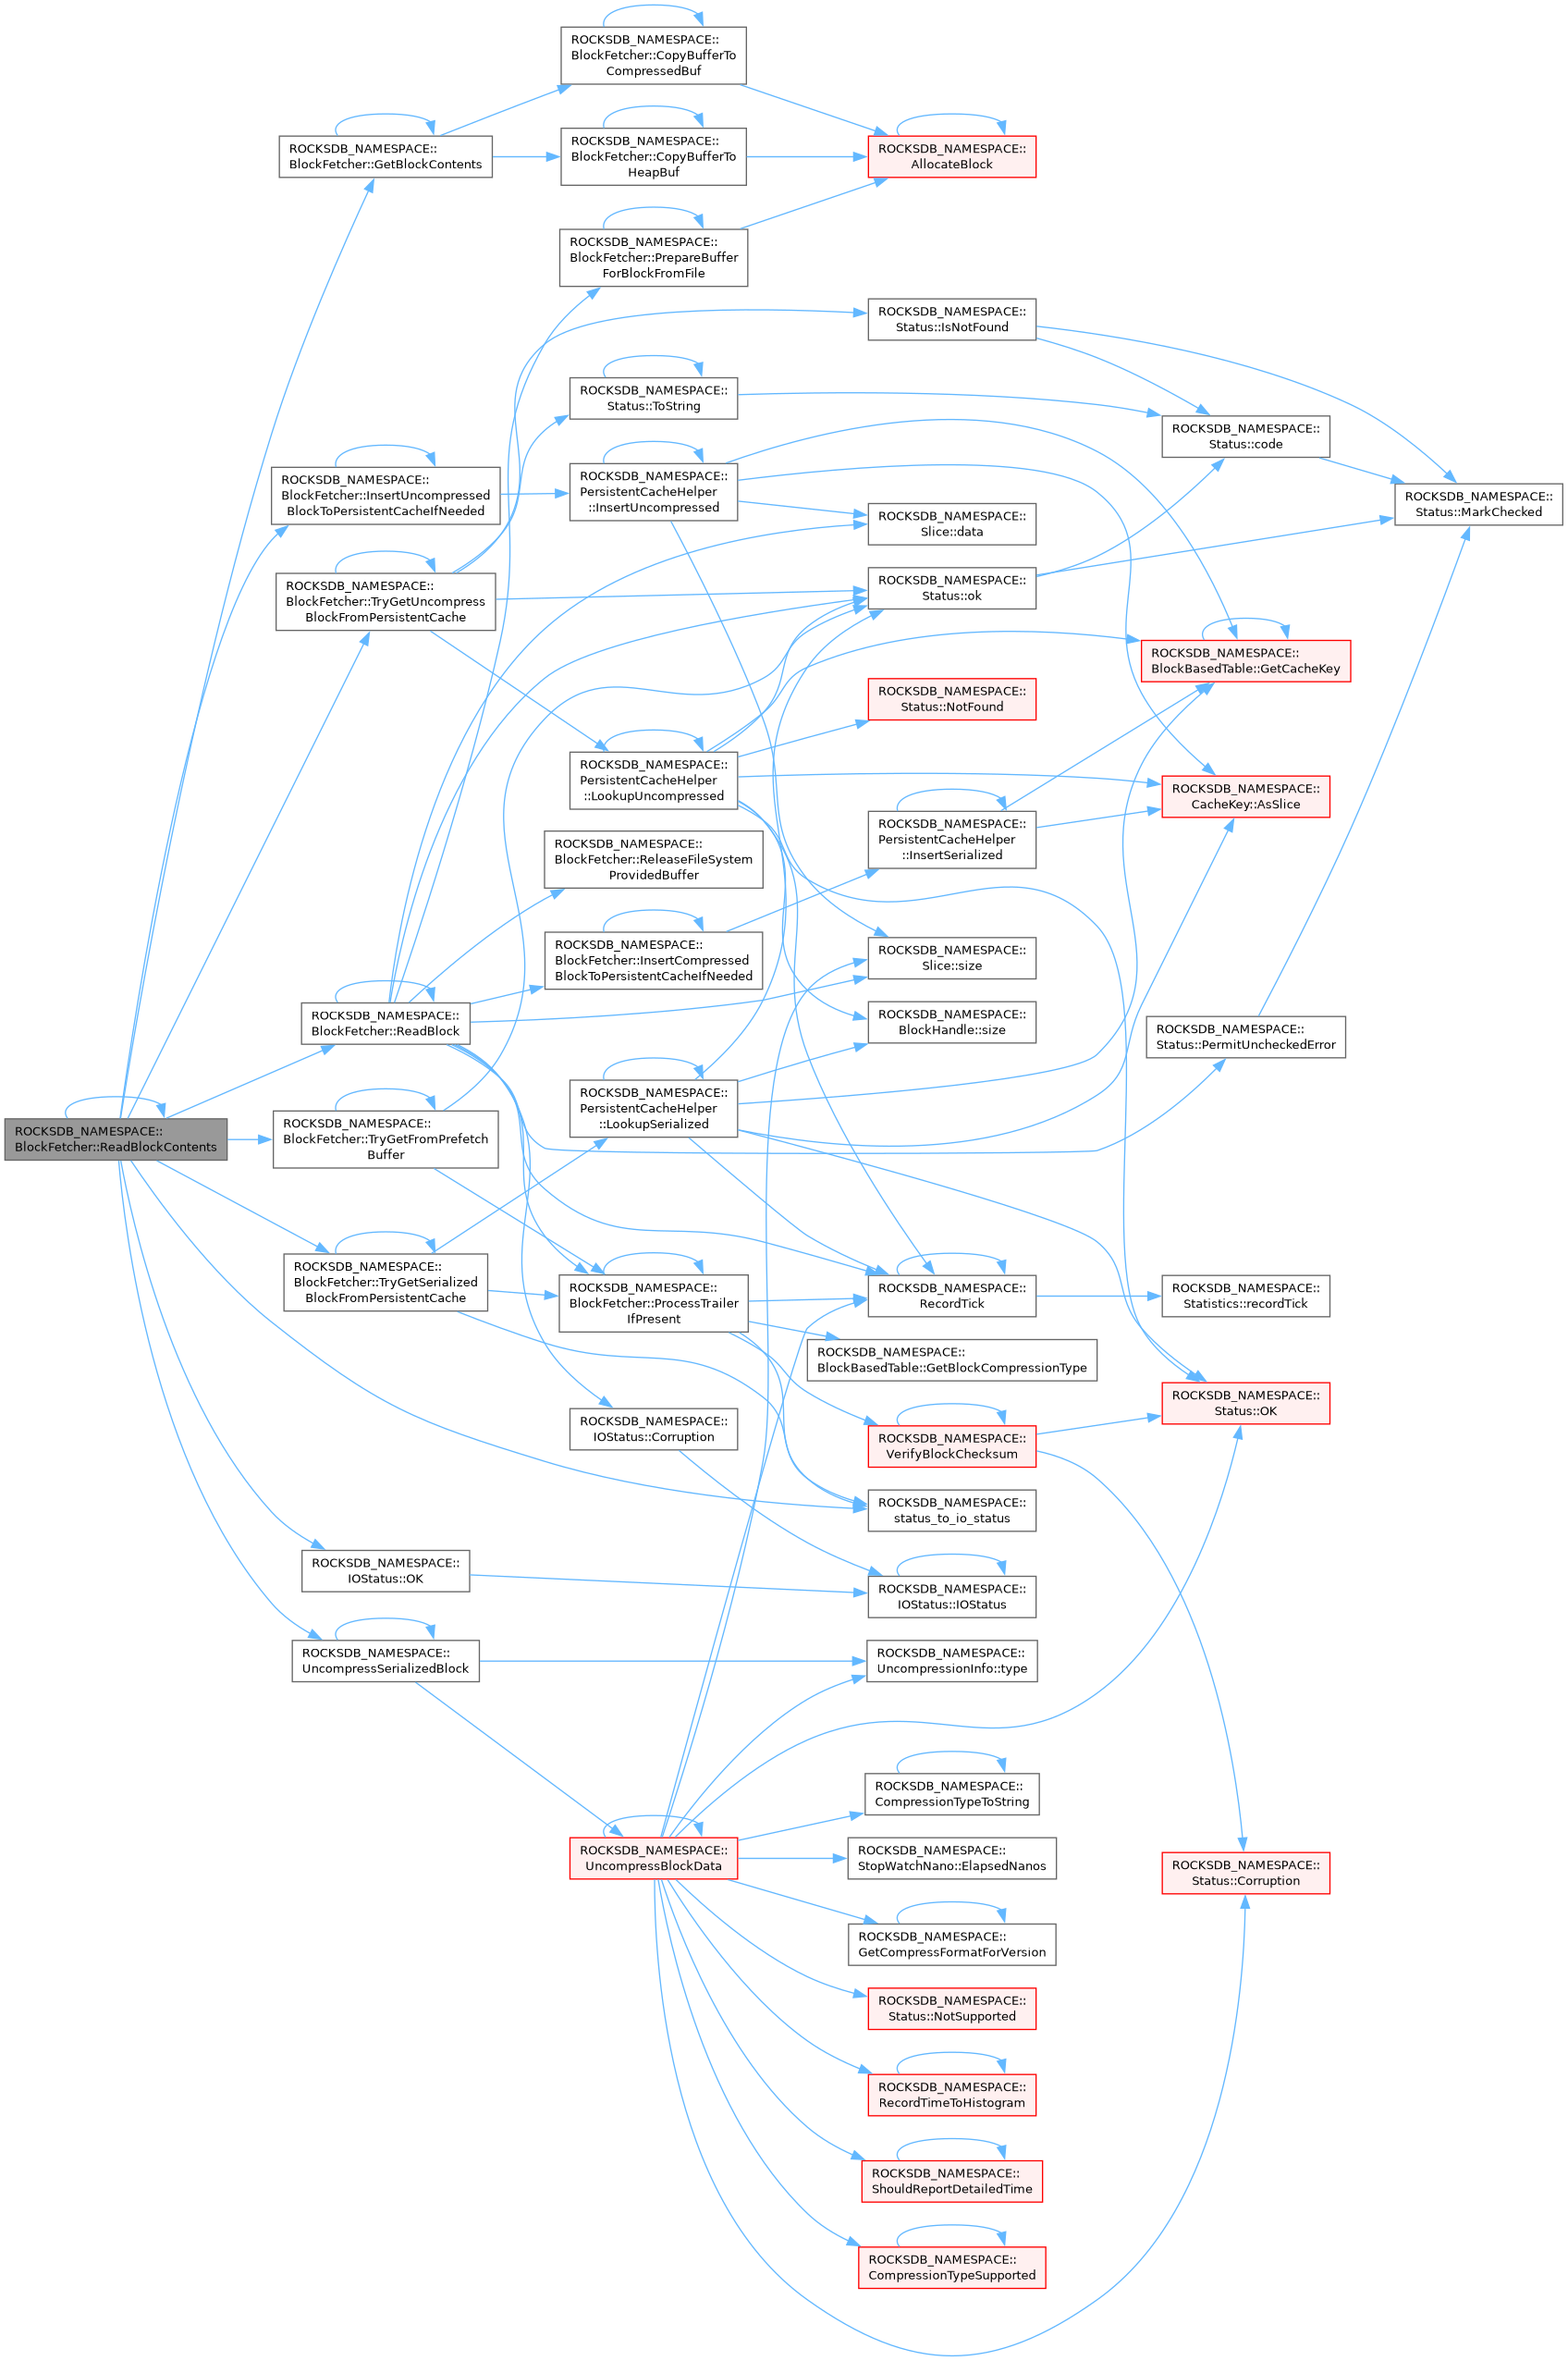 ROCKSDB_NAMESPACE::
BlockFetcher::ReadBlockContents
ROCKSDB_NAMESPACE::
BlockFetcher::GetBlockContents
ROCKSDB_NAMESPACE::
BlockFetcher::InsertUncompressed
BlockToPersistentCacheIfNeeded
ROCKSDB_NAMESPACE::
BlockFetcher::TryGetUncompress
BlockFromPersistentCache
ROCKSDB_NAMESPACE::
BlockFetcher::ReadBlock
ROCKSDB_NAMESPACE::
BlockFetcher::TryGetFromPrefetch
Buffer
ROCKSDB_NAMESPACE::
BlockFetcher::TryGetSerialized
BlockFromPersistentCache
ROCKSDB_NAMESPACE::
IOStatus::OK
ROCKSDB_NAMESPACE::
UncompressSerializedBlock
ROCKSDB_NAMESPACE::
BlockFetcher::CopyBufferTo
CompressedBuf
ROCKSDB_NAMESPACE::
BlockFetcher::CopyBufferTo
HeapBuf
ROCKSDB_NAMESPACE::
BlockFetcher::PrepareBuffer
ForBlockFromFile
ROCKSDB_NAMESPACE::
Status::ToString
ROCKSDB_NAMESPACE::
PersistentCacheHelper
::InsertUncompressed
ROCKSDB_NAMESPACE::
PersistentCacheHelper
::LookupUncompressed
ROCKSDB_NAMESPACE::
BlockFetcher::ReleaseFileSystem
ProvidedBuffer
ROCKSDB_NAMESPACE::
BlockFetcher::InsertCompressed
BlockToPersistentCacheIfNeeded
ROCKSDB_NAMESPACE::
PersistentCacheHelper
::LookupSerialized
ROCKSDB_NAMESPACE::
BlockFetcher::ProcessTrailer
IfPresent
ROCKSDB_NAMESPACE::
IOStatus::Corruption
ROCKSDB_NAMESPACE::
UncompressBlockData
ROCKSDB_NAMESPACE::
AllocateBlock
ROCKSDB_NAMESPACE::
Status::IsNotFound
ROCKSDB_NAMESPACE::
Slice::data
ROCKSDB_NAMESPACE::
Status::ok
ROCKSDB_NAMESPACE::
Status::NotFound
ROCKSDB_NAMESPACE::
PersistentCacheHelper
::InsertSerialized
ROCKSDB_NAMESPACE::
Slice::size
ROCKSDB_NAMESPACE::
BlockHandle::size
ROCKSDB_NAMESPACE::
RecordTick
ROCKSDB_NAMESPACE::
BlockBasedTable::GetBlockCompressionType
ROCKSDB_NAMESPACE::
VerifyBlockChecksum
ROCKSDB_NAMESPACE::
status_to_io_status
ROCKSDB_NAMESPACE::
IOStatus::IOStatus
ROCKSDB_NAMESPACE::
UncompressionInfo::type
ROCKSDB_NAMESPACE::
CompressionTypeToString
ROCKSDB_NAMESPACE::
StopWatchNano::ElapsedNanos
ROCKSDB_NAMESPACE::
GetCompressFormatForVersion
ROCKSDB_NAMESPACE::
Status::NotSupported
ROCKSDB_NAMESPACE::
RecordTimeToHistogram
ROCKSDB_NAMESPACE::
ShouldReportDetailedTime
ROCKSDB_NAMESPACE::
CompressionTypeSupported
ROCKSDB_NAMESPACE::
Status::code
ROCKSDB_NAMESPACE::
BlockBasedTable::GetCacheKey
ROCKSDB_NAMESPACE::
CacheKey::AsSlice
ROCKSDB_NAMESPACE::
Status::PermitUncheckedError
ROCKSDB_NAMESPACE::
Statistics::recordTick
ROCKSDB_NAMESPACE::
Status::OK
ROCKSDB_NAMESPACE::
Status::Corruption
ROCKSDB_NAMESPACE::
Status::MarkChecked